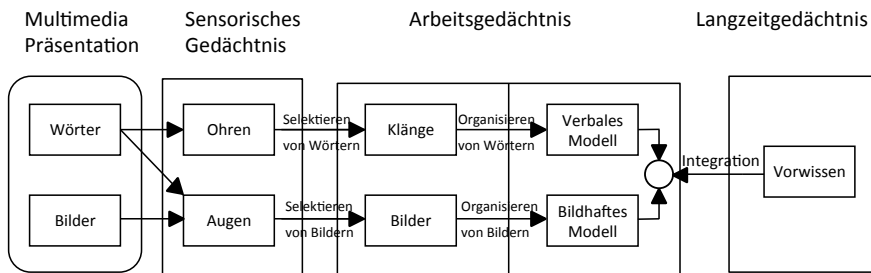 Multimedia
Präsentation
Sensorisches
Gedächtnis
Arbeitsgedächtnis
Langzeitgedächtnis
Wörter
Ohren
Selektieren
von Wörtern
Klänge
Organisieren
von Wörtern
Verbales
Modell
Integration
Vorwissen
Bilder
Augen
Selektieren
von Bildern
Bilder
Organisieren
von Bildern
Bildhaftes
Modell